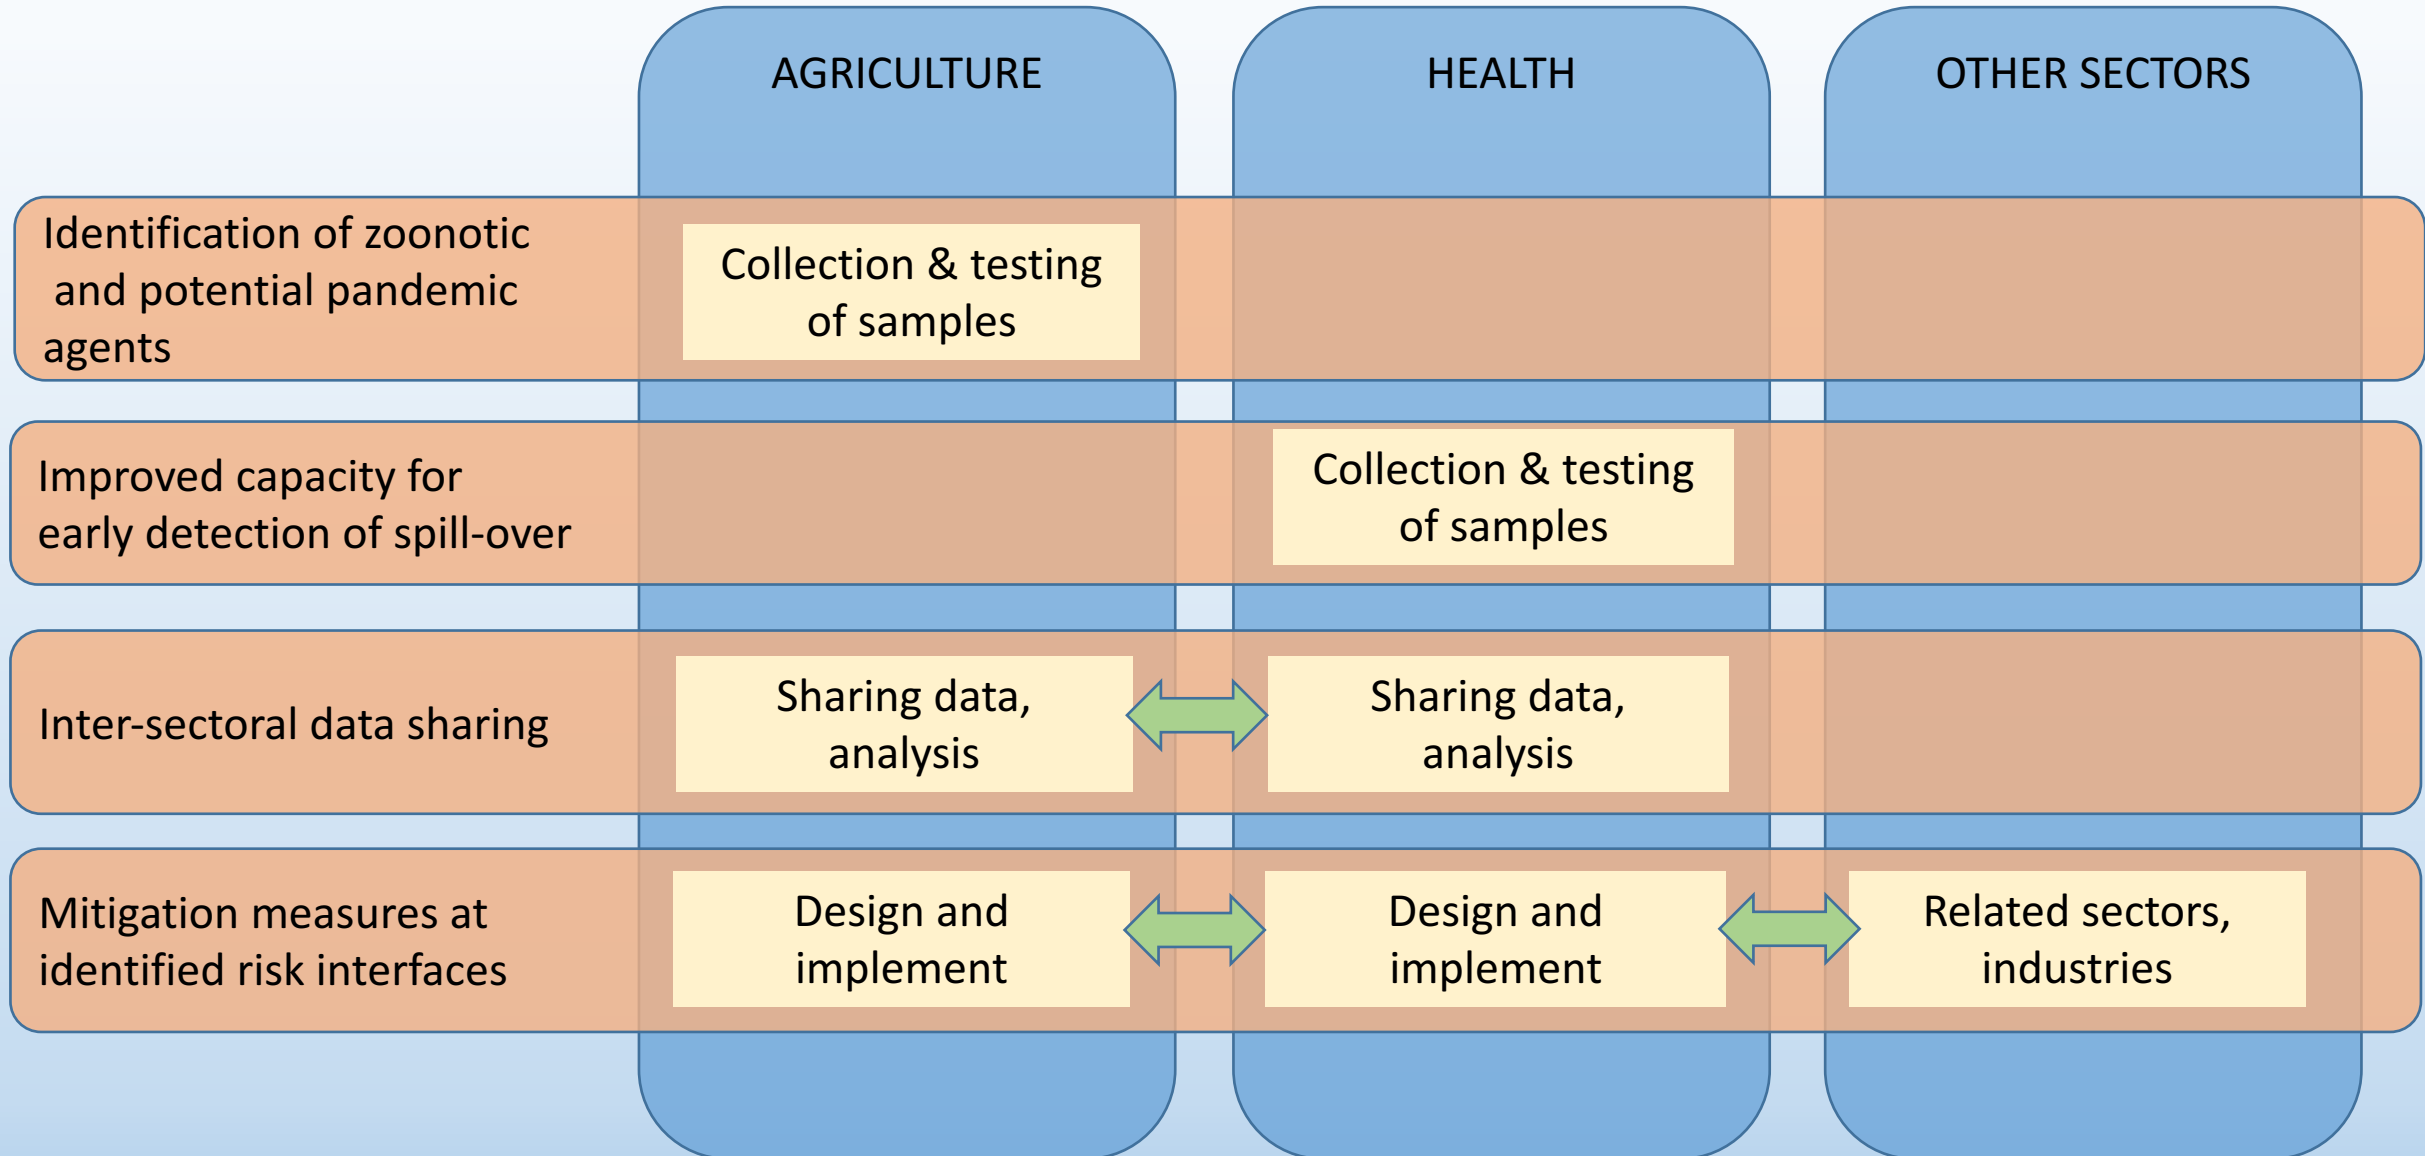 AGRICULTURE
HEALTH
OTHER SECTORS
Identification of zoonotic
and potential pandemic
agents
Collection & testing
of samples
Improved capacity for
early detection of spill-over
Collection & testing
of samples
Inter-sectoral data sharing
Sharing data,
analysis
Sharing data,
analysis
Mitigation measures at
identified risk interfaces
Design and
implement
Design and
implement
Related sectors,
industries